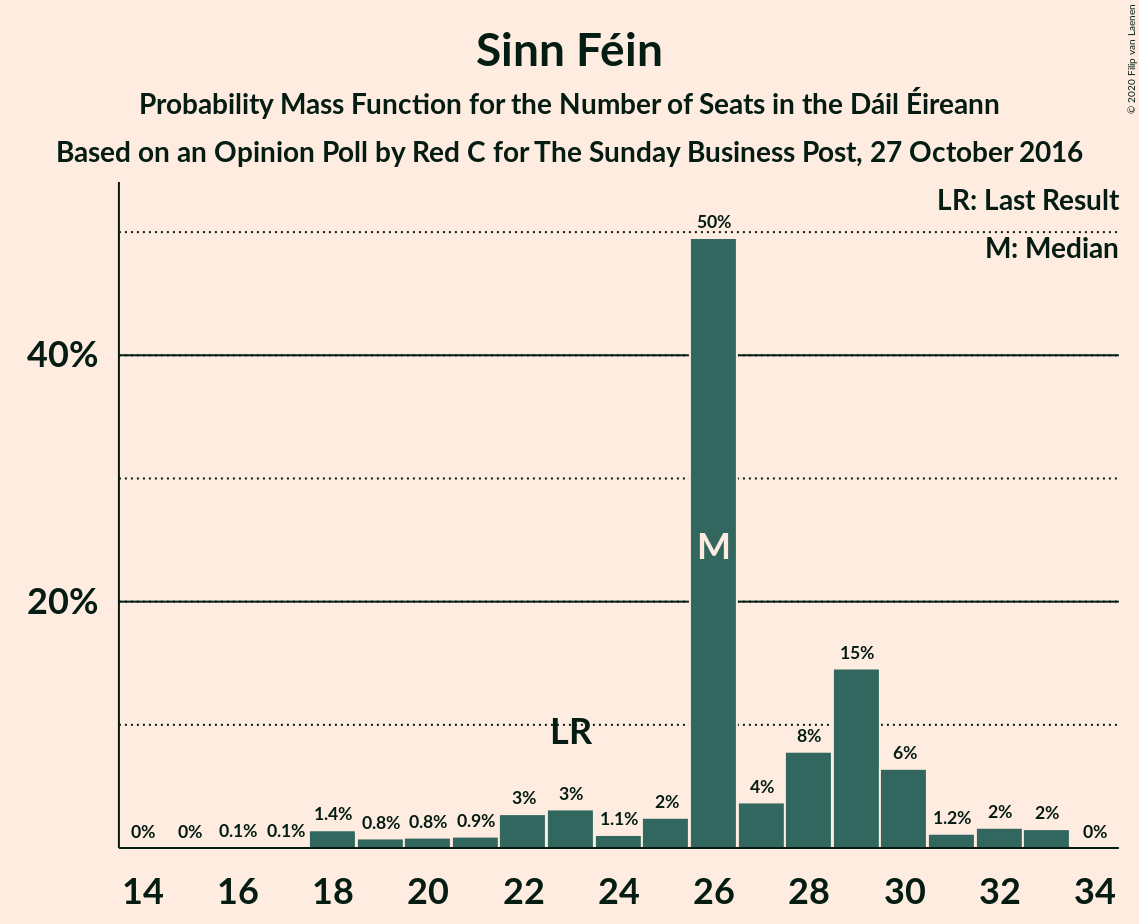 Sinn Féin
Probability Mass Function for the Number of Seats in the Dáil Éireann
Based on an Opinion Poll by Red C for The Sunday Business Post, 27 October 2016
© 2020 Filip van Laenen
LR: Last Result
M: Median
40%
20%
0% 0% 0.1% 0.1% 1.4% 0.8% 0.8% 0.9% 3% 3% 1.1% 2% 50% 4% 8% 15% 6% 1.2% 2% 2% 0%
LR
M
14 16 18 20 22 24 26 28 30 32 34